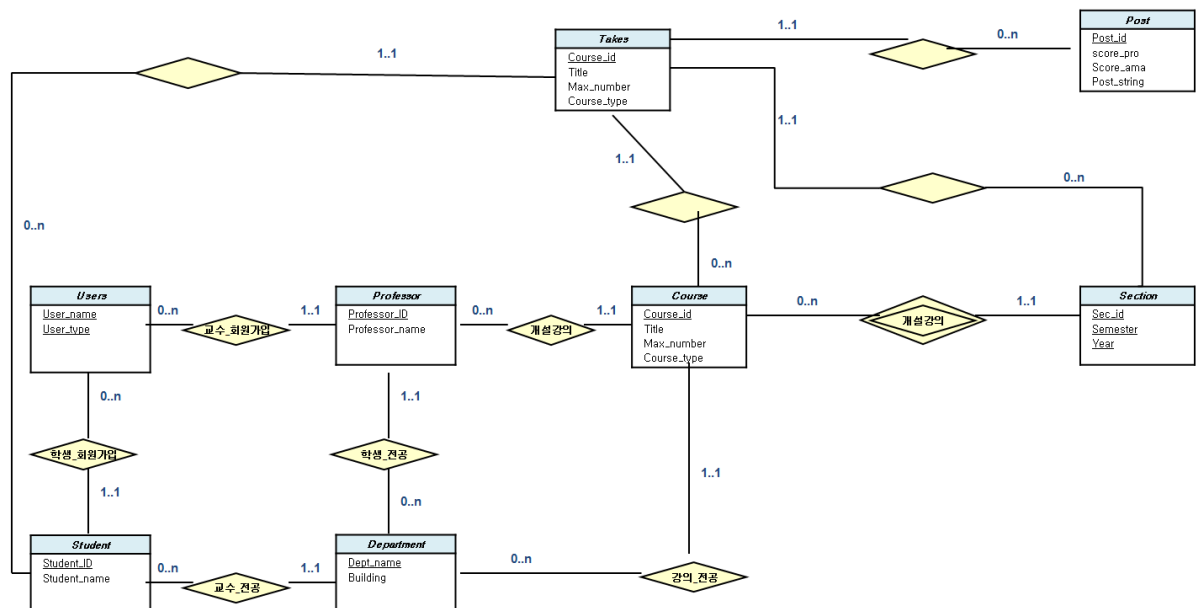 Post
Post_id
score_pro
Score_ama
Post_string
1..1
0..n
Takes
Course_id
Title
Max_number
Course_type
1..1
1..1
1..1
0..n
0..n
0..n
Users
User_name
User_type
0..n
교수_회원가입
1..1
Professor
Professor_ID
Professor_name
0..n
개설강의
1..1
Course
Course_id
Title
Max_number
Course_type
0..n
개설강의
1..1
Section
Sec_id
Semester
Year
0..n
학생_회원가입
1..1
1..1
학생_전공
0..n
1..1
Student
Student_ID
Student_name
0..n
교수_전공
1..1
Department
Dept_name
Building
0..n
강의_전공